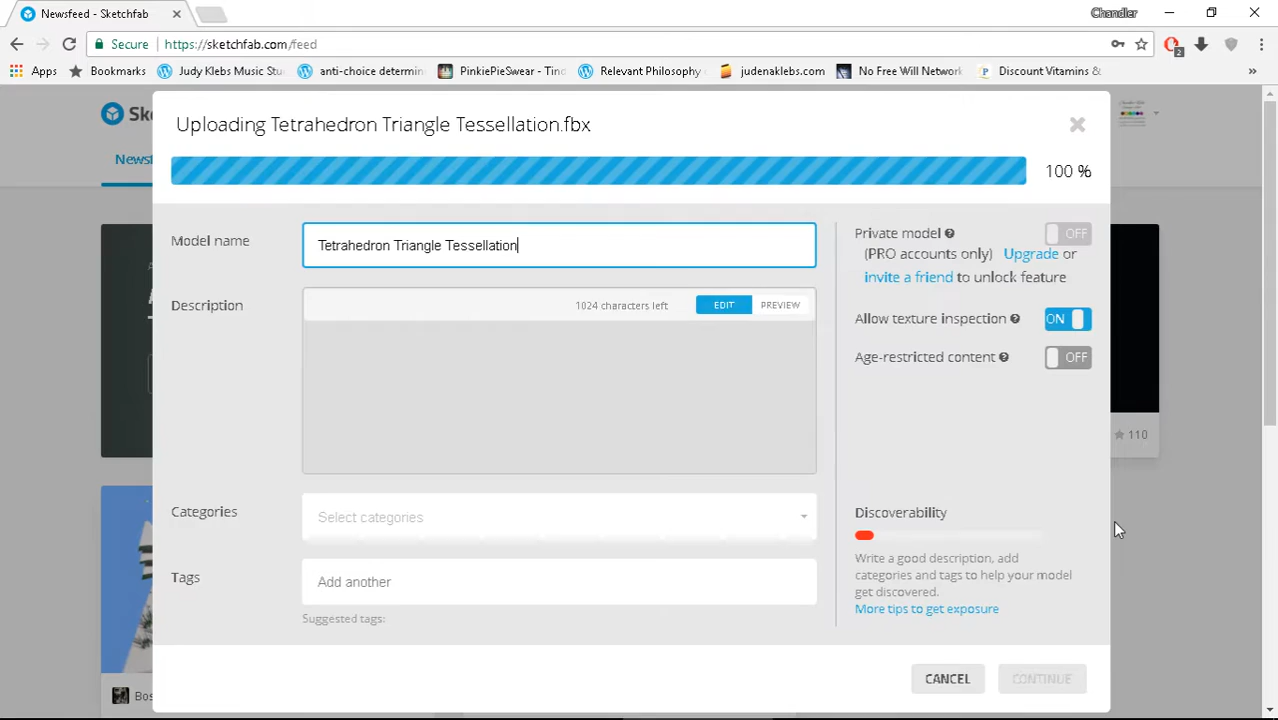 Newsfeed - Sketchfab
Chandler
Secure
https://sketchfab.com/feed
2
Apps
Bookmarks
Judy Klebs Music Stu
anti-choice determin
PinkiePieSwear - Tin
Relevant Philosophy
judenaklebs.com
No Free Will Network
Discount Vitamins &
»
Sk
Newsf
Uploading Tetrahedron Triangle Tessellation.fbx
100 %
Model name
Tetrahedron Triangle Tessellation
Private model
OFF
(PRO accounts only) Upgrade or
invite a friend to unlock feature
Description
1024 characters left
EDIT
PREVIEW
Allow texture inspection
ON
Age-restricted content
OFF
110
Categories
Select categories
Discoverability
Write a good description, add
categories and tags to help your model
get discovered.
More tips to get exposure
Tags
Add another
Suggested tags:
CANCEL
CONTINUE
Bos